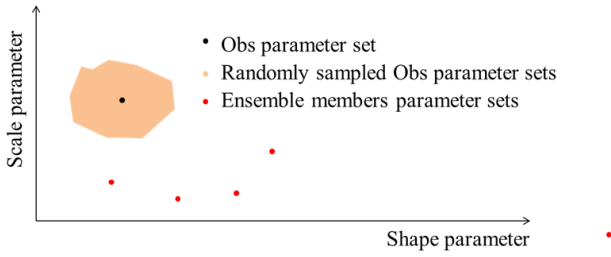 Scale parameter
Obs parameter set
Randomly sampled Obs parameter sets
Ensemble members parameter sets
Shape parameter